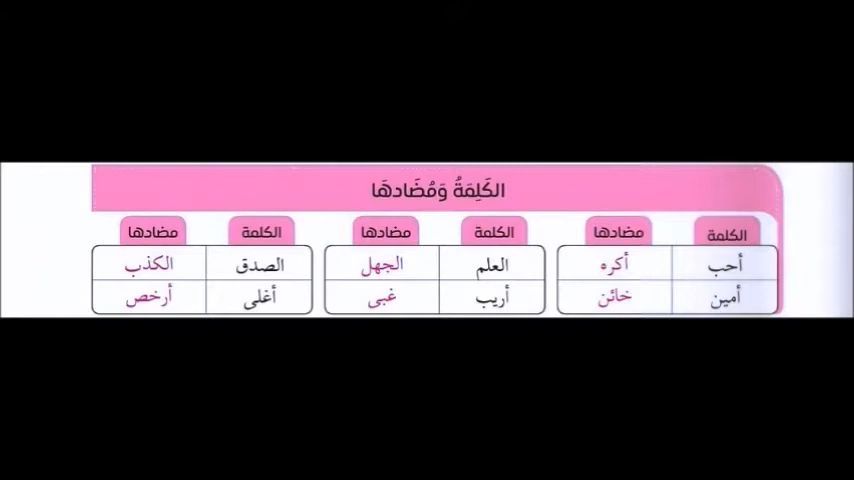 الكَلِمَةُ وَمُضَادهَا
الكلمة مضادها الكلمة مضادها الكلمة مضادها
أحب أكره العلم الجهل الصدق الكذب
أمين خائن أريب غبى أغلى أرخص